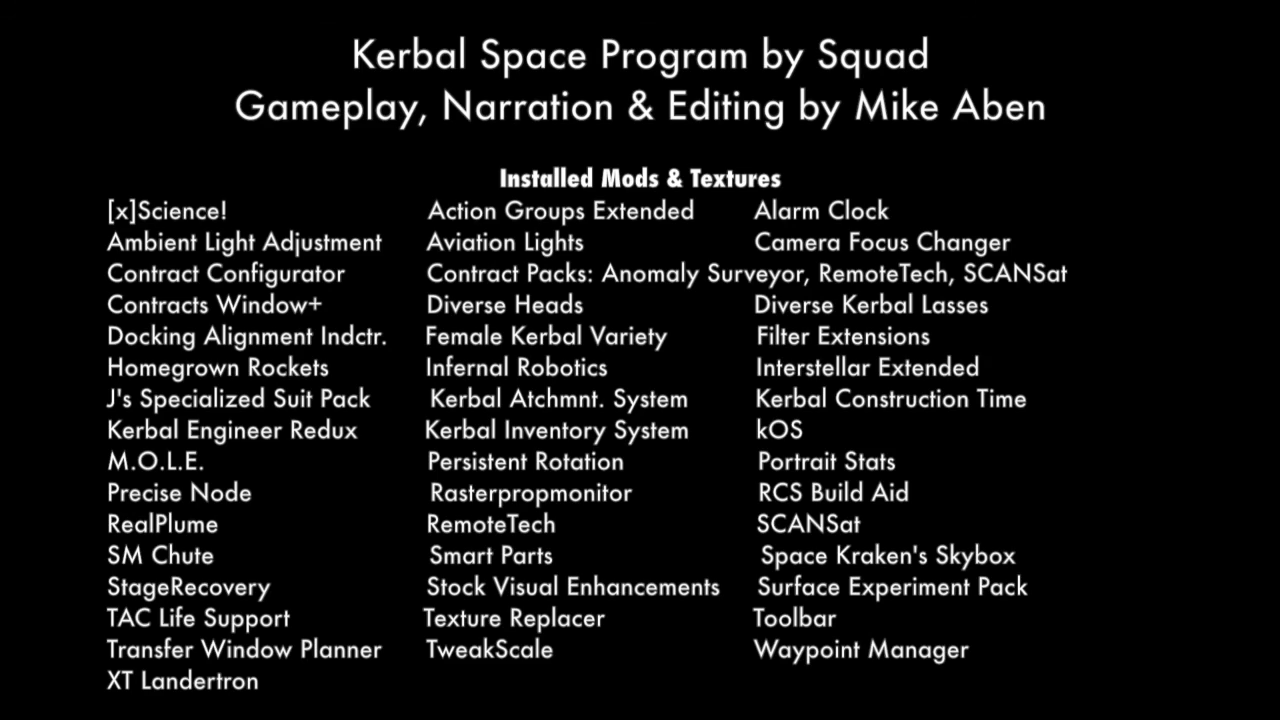 Kerbal Space Program by Squad
Gameplay, Narration & Editing by Mike Aben
Installed Mods & Textures
[x]Science! Action Groups Extended Alarm Clock
Ambient Light Adjustment Aviation Lights Camera Focus Changer
Contract Configurator Contract Packs: Anomaly Surveyor, RemoteTech, SCANSat
Contracts Window+ Diverse Heads Diverse Kerbal Lasses
Docking Alignment Indctr. Female Kerbal Variety Filter Extensions
Homegrown Rockets Infernal Robotics Interstellar Extended
J's Specialized Suit Pack Kerbal Atchmnt. System Kerbal Construction Time
Kerbal Engineer Redux Kerbal Inventory System kOS
M.O.L.E. Persistent Rotation Portrait Stats
Precise Node Rasterpropmonitor RCS Build Aid
RealPlume RemoteTech SCANSat
SM Chute Smart Parts Space Kraken's Skybox
StageRecovery Stock Visual Enhancements Surface Experiment Pack
TAC Life Support Texture Replacer Toolbar
Transfer Window Planner TweakScale Waypoint Manager
XT Landertron